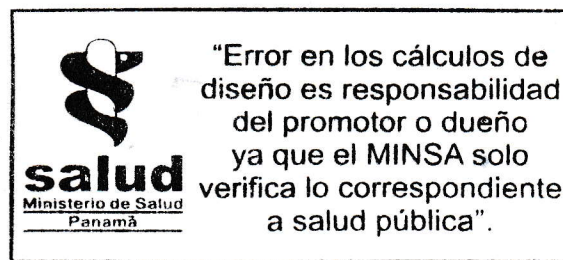 "Error en los cálculos de
diseño es responsabilidad
del promotor o dueño
ya que el MINSA solo
verifica lo correspondiente
a salud pública".
salud
Ministerio de Salud
Panamá